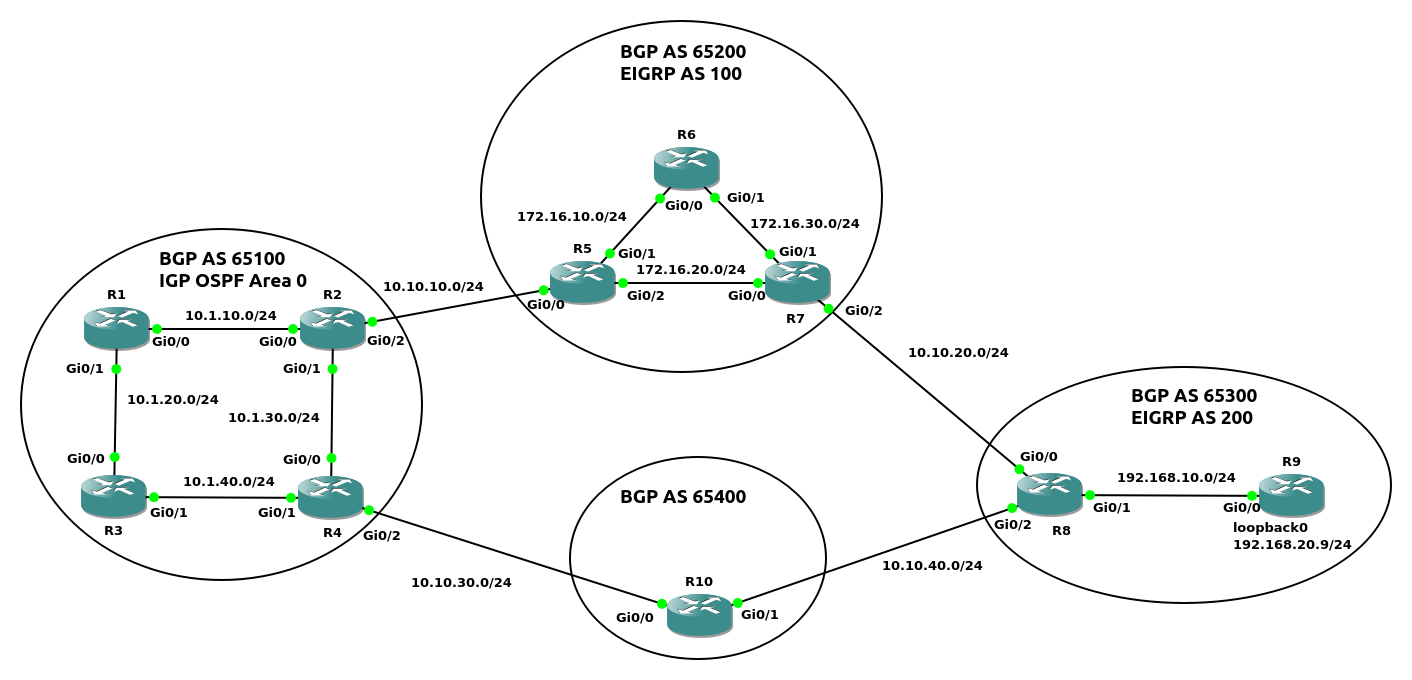 BGP AS 65200
EIGRP AS 100
R6
Gi0/0
Gi0/1
172.16.10.0/24
172.16.30.0/24
R5
Gi0/1
Gi0/1
172.16.20.0/24
Gi0/2
Gi0/0
Gi0/0
R7
Gi0/2
BGP AS 65100
IGP OSPF Area 0
R1
R2
10.10.10.0/24
10.1.10.0/24
Gi0/0
Gi0/0
Gi0/2
Gi0/1
Gi0/1
10.1.20.0/24
10.1.30.0/24
Gi0/0
Gi0/0
10.1.40.0/24
Gi0/1
Gi0/1
R3
R4
Gi0/2
10.10.20.0/24
10.10.30.0/24
BGP AS 65400
R10
Gi0/0
Gi0/1
10.10.40.0/24
BGP AS 65300
EIGRP AS 200
Gi0/0
R9
192.168.10.0/24
Gi0/1
Gi0/0
Gi0/2
R8
loopback0
192.168.20.9/24